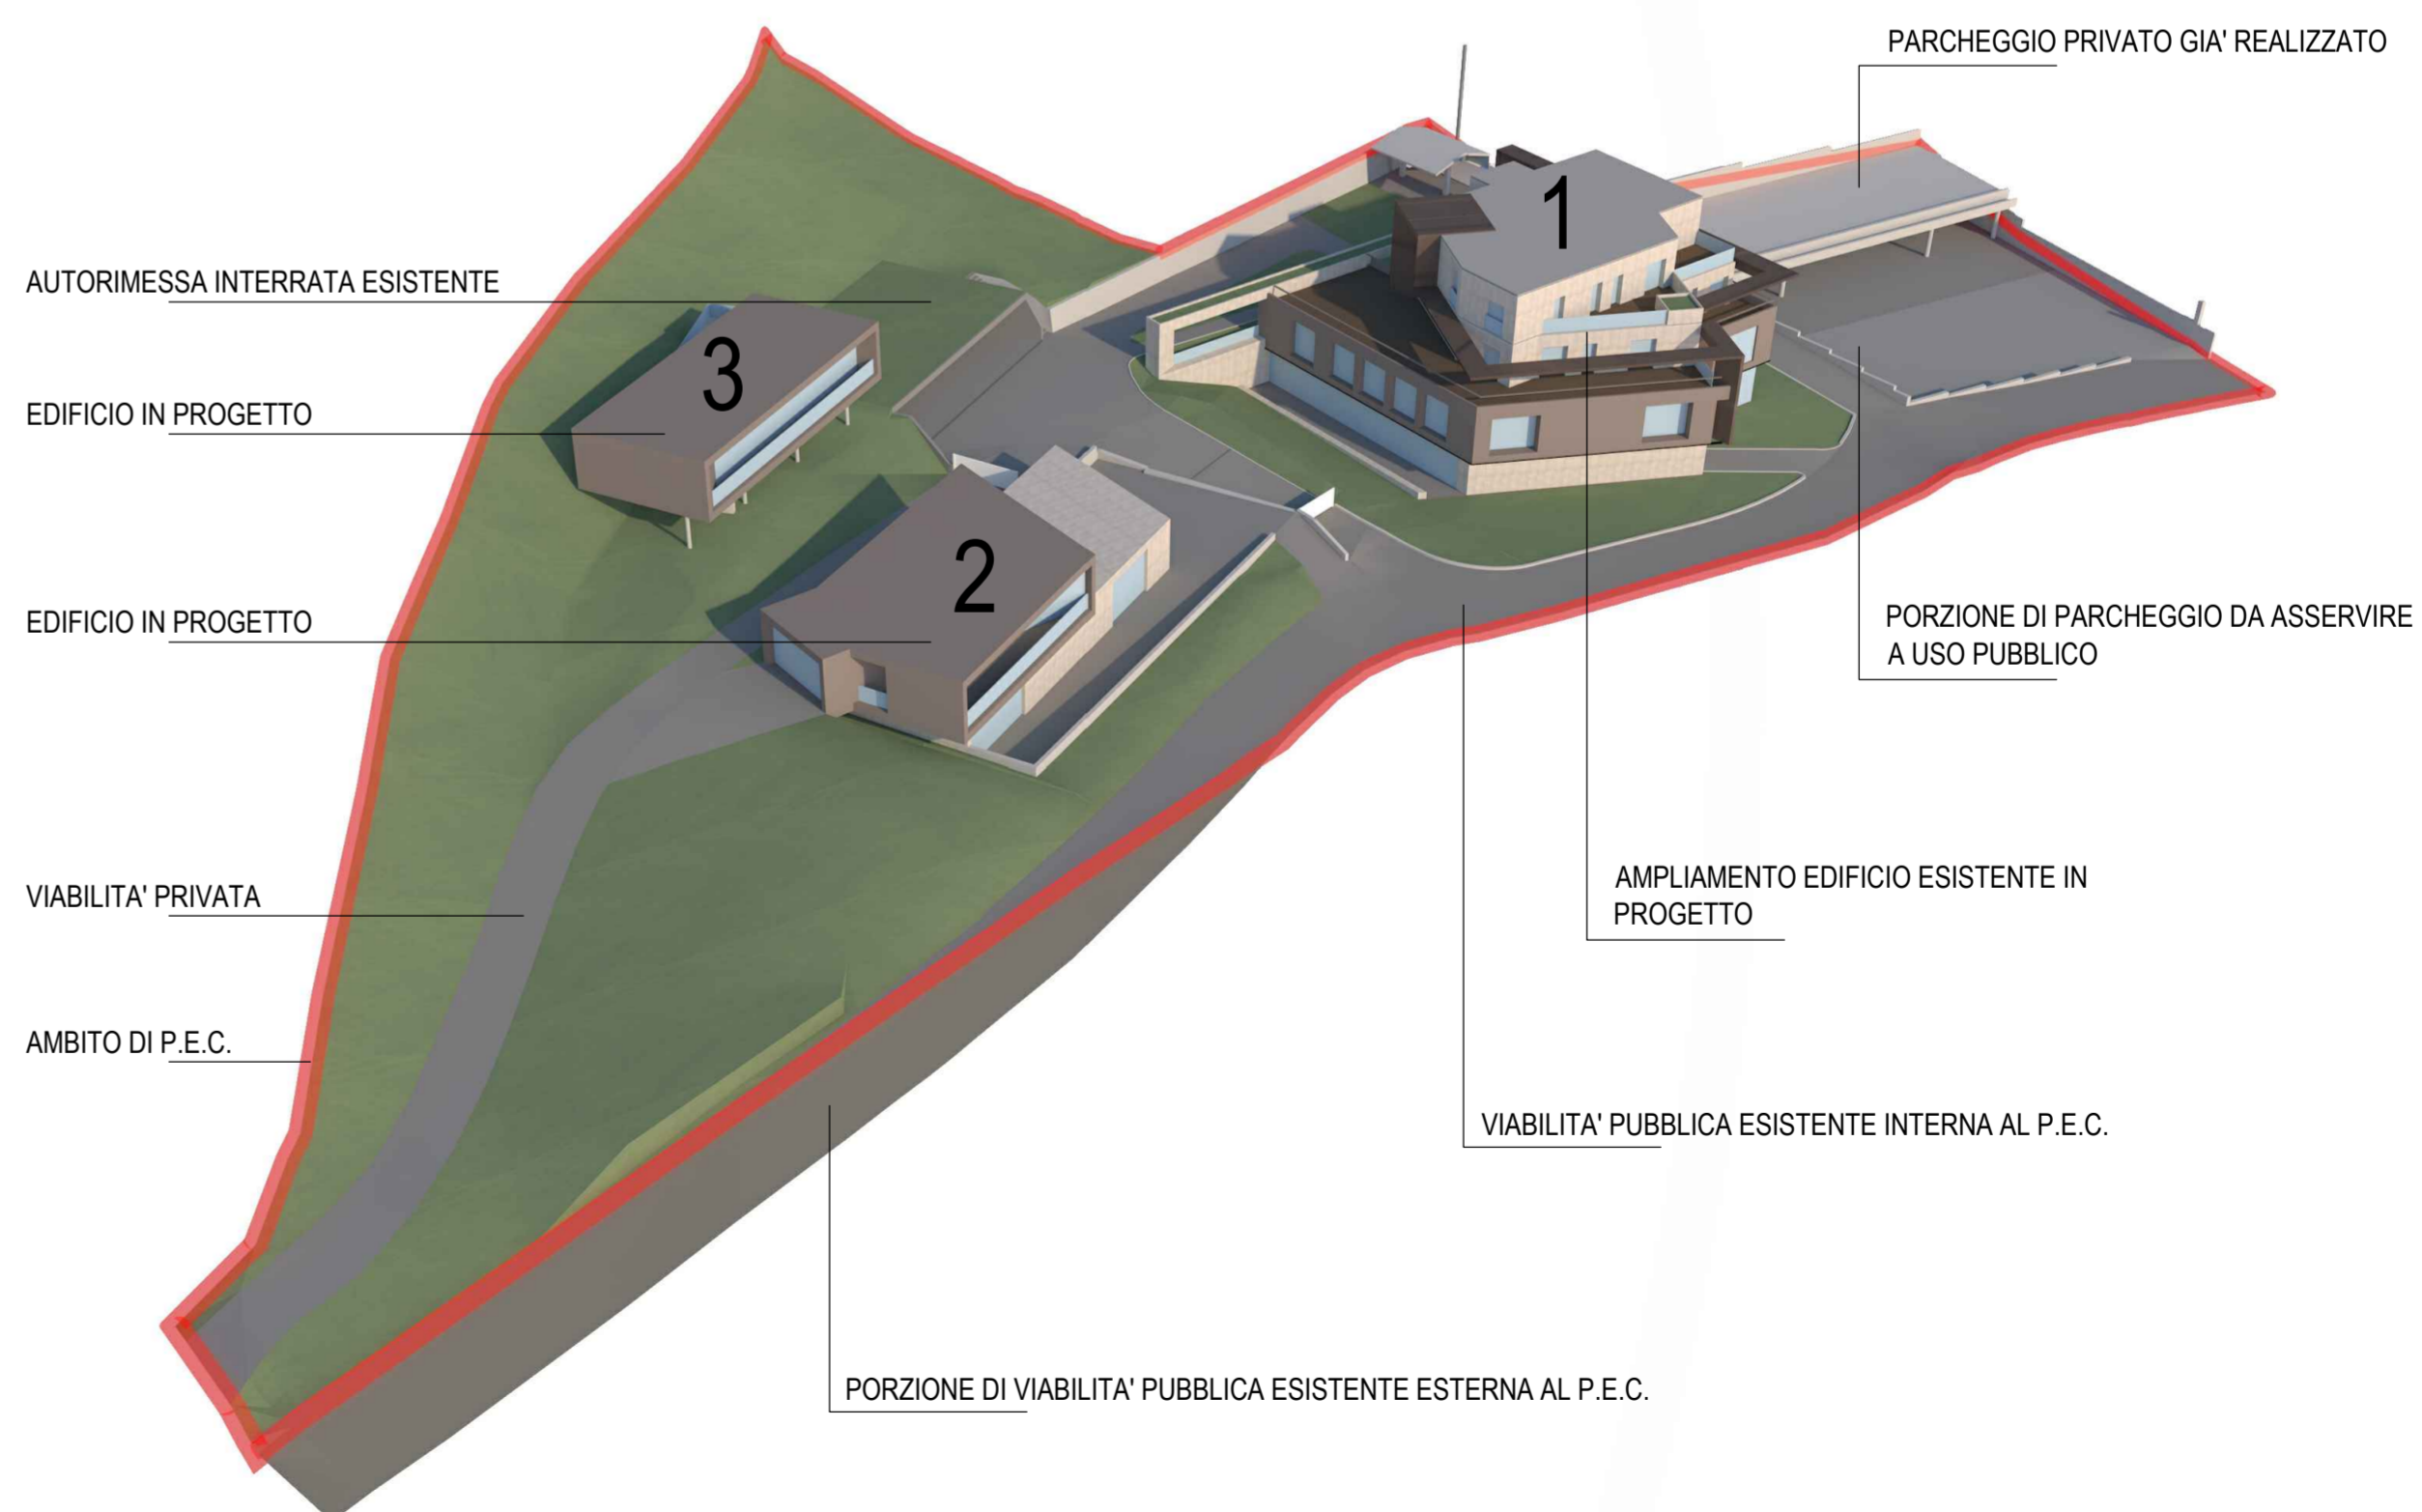 PARCHEGGIO PRIVATO GIA' REALIZZATO
1
AUTORIMESSA INTERRATA ESISTENTE
3
EDIFICIO IN PROGETTO
2
EDIFICIO IN PROGETTO
PORZIONE DI PARCHEGGIO DA ASSERVIRE
A USO PUBBLICO
VIABILITA' PRIVATA
AMPLIAMENTO EDIFICIO ESISTENTE IN
PROGETTO
AMBITO DI P.E.C.
VIABILITA' PUBBLICA ESISTENTE INTERNA AL P.E.C.
PORZIONE DI VIABILITA' PUBBLICA ESISTENTE ESTERNA AL P.E.C.